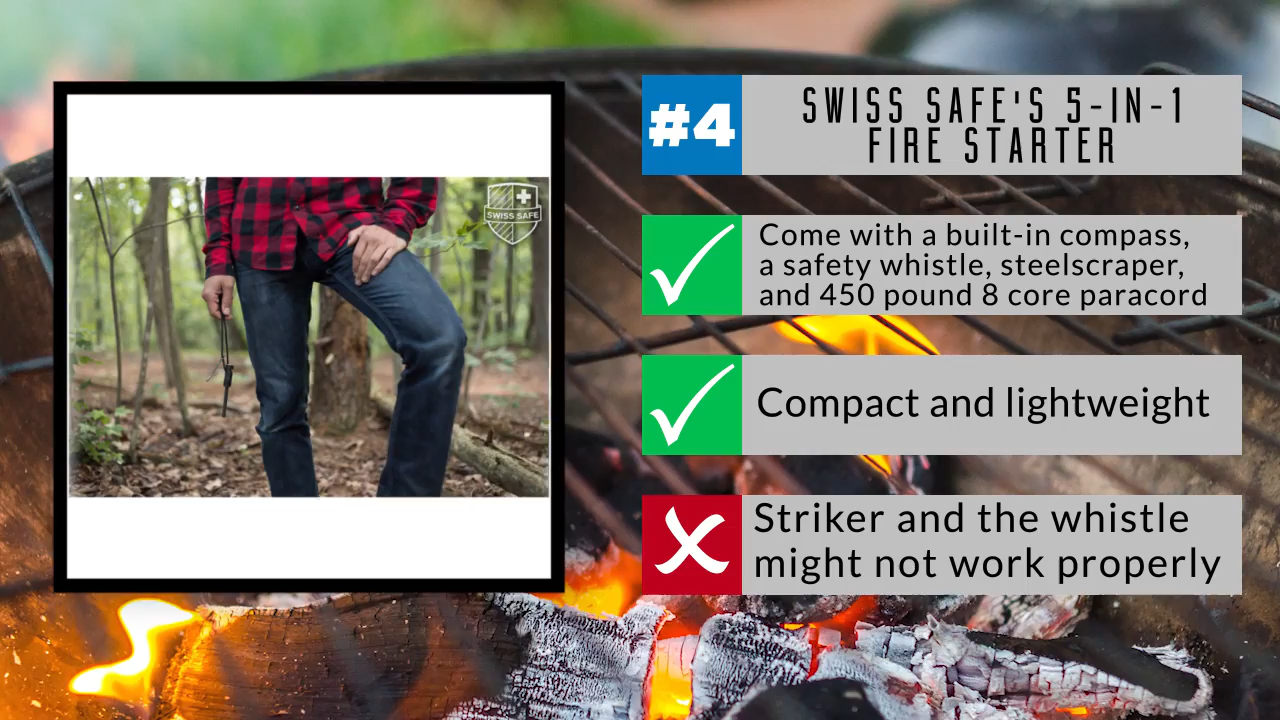 SWISS SAFE
#4
SWISS SAFE'S 5-IN-1
FIRE STARTER
Come with a built-in compass,
a safety whistle, steelscraper,
and 450 pound 8 core paracord
Compact and lightweight
Striker and the whistle
might not work properly